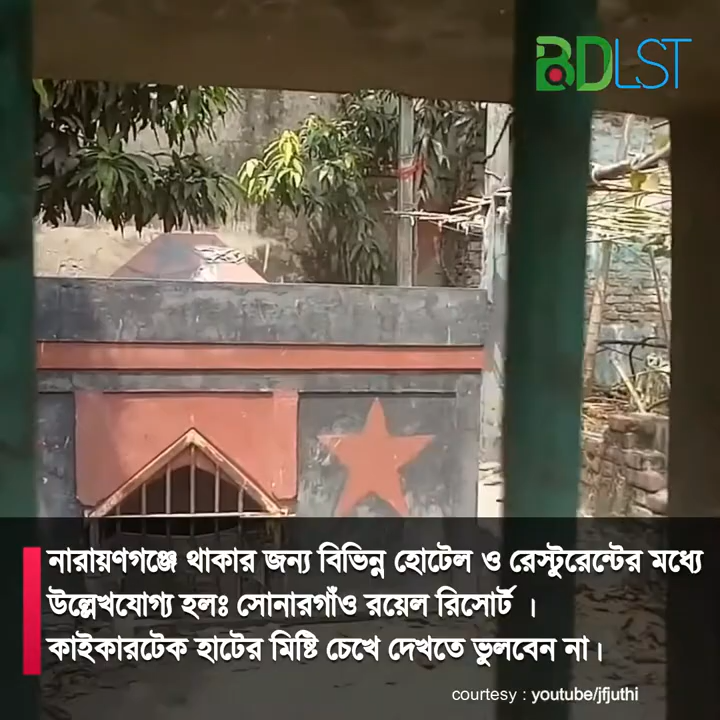 BDLST
নারায়ণগঞ্জে থাকার জন্য বিভিন্ন হোটেল ও রেস্টুরেন্টের মধ্যে
উল্লেখযোগ্য হলঃ সোনারগাঁও রয়েল রিসোর্ট ।
কাইকারটেক হাটের মিষ্টি চেখে দেখতে ভুলবেন না।
courtesy : youtube/jfjuthi